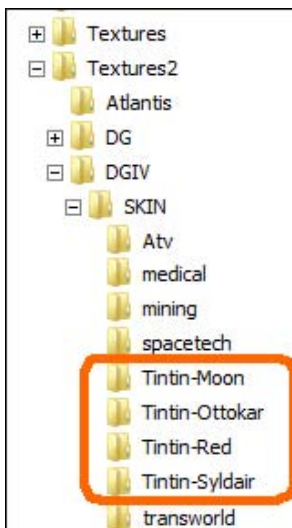 Textures
Textures2
Atlantis
DG
DGIV
SKIN
Atv
medical
mining
spacetech
Tintin-Moon
Tintin-Ottokar
Tintin-Red
Tintin-Syldair
transworld